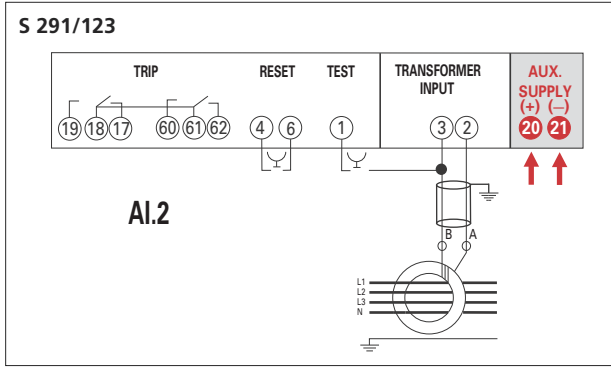 S 291/123
TRIP RESET TEST TRANSFORMER INPUT AUX. SUPPLY
(+) (—)
19 18 17 60 61 62 4 6 1 3 2 20 21
AI.2
B A
L1
L2
L3
N